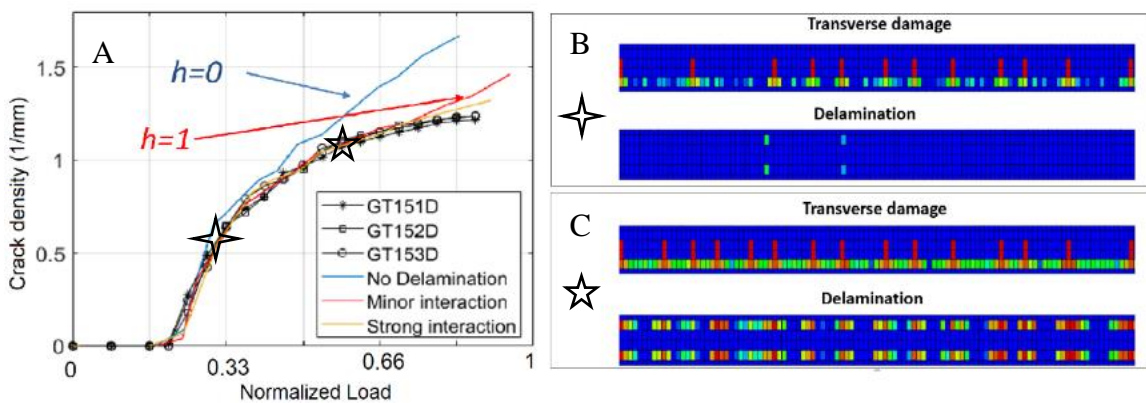 A
h=0
h=1
1.5
1
0.5
0
Crack density (1/mm)
GT151D
GT152D
GT153D
No Delamination
Minor interaction
Strong interaction
0
0.33
0.66
1
Normalized Load
B
Transverse damage
Delamination
C
Transverse damage
Delamination